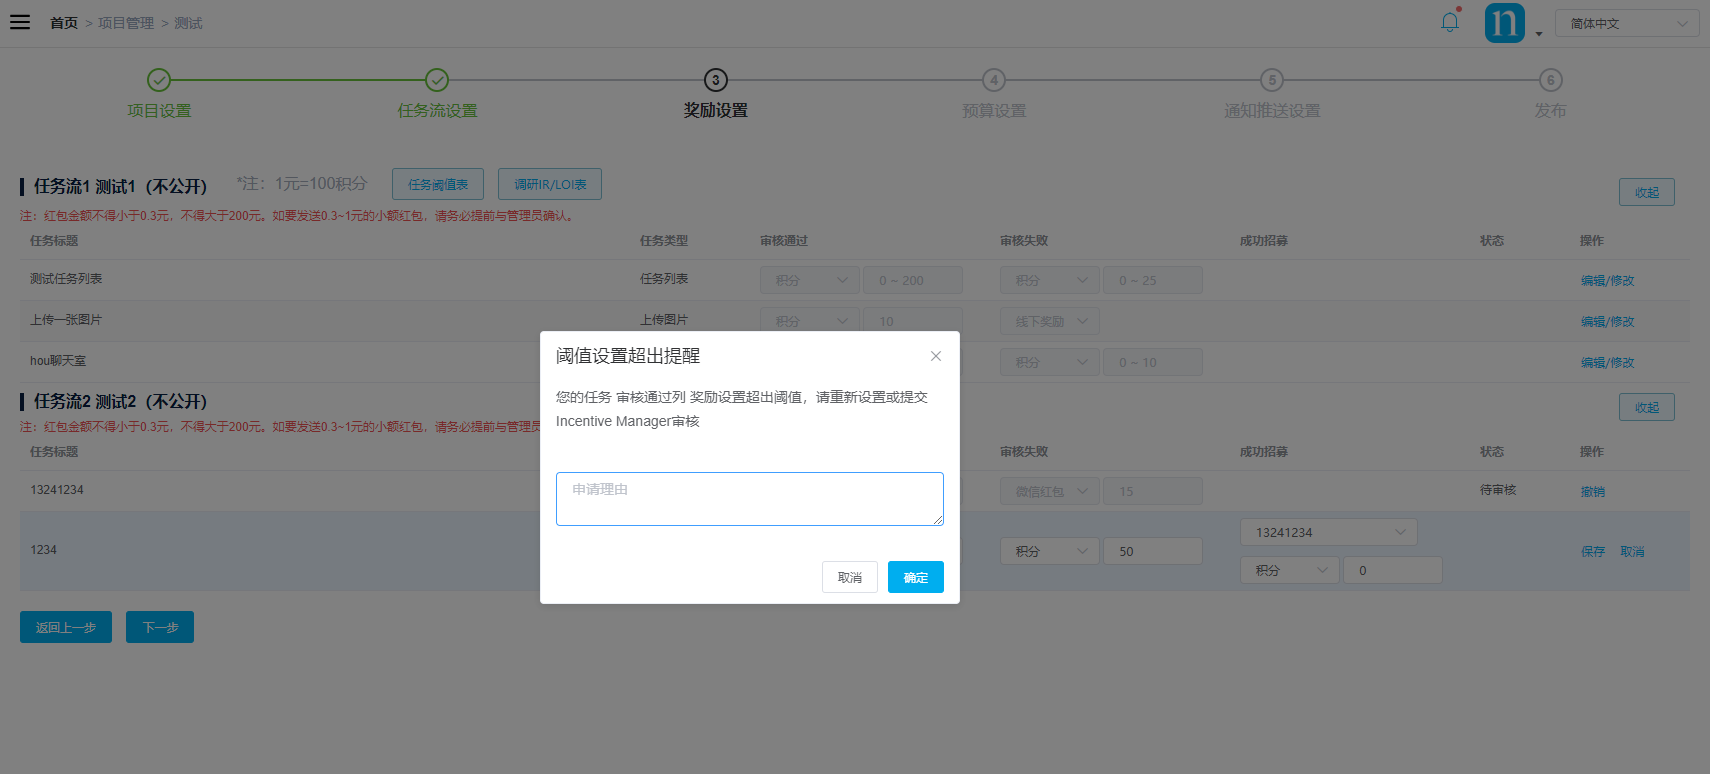 首页 > 项目管理 > 测试
n
简体中文
3 4 5 6
项目设置 任务流设置 奖励设置 预算设置 通知推送设置 发布
任务流1 测试1（不公开） *注：1元=100积分 任务阈值表 调研IR/LOI表 收起
注：红包金额不得小于0.3元，不得大于200元。如要发送0.3~1元的小额红包，请务必提前与管理员确认。
任务标题 任务类型 审核通过 审核失败 成功招募 状态 操作
测试任务列表 任务列表 积分 0 ~ 200 积分 0 ~ 25 编辑/修改
上传一张图片 上传图片 积分 10 线下奖励 编辑/修改
hou聊天室 积分 0 ~ 10 编辑/修改
阈值设置超出提醒
您的任务 审核通过列 奖励设置超出阈值，请重新设置或提交
Incentive Manager审核
申请理由
取消 确定
任务流2 测试2（不公开） 收起
注：红包金额不得小于0.3元，不得大于200元。如要发送0.3~1元的小额红包，请务必提前与管理员
任务标题 审核失败 成功招募 状态 操作
13241234 微信红包 15 待审核 撤销
1234 积分 50 13241234 保存 取消
积分 0
返回上一步 下一步